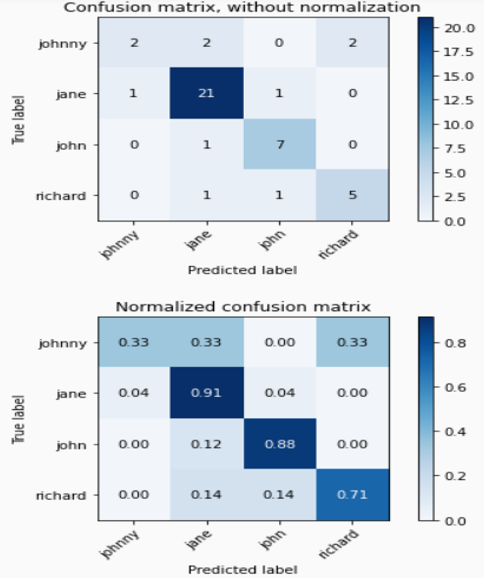 Confusion matrix, without normalization
johnny 2 2 0 2
jane 1 21 1 0
john 0 1 7 0
richard 0 1 1 5
True label
johnny jane john richard
Predicted label
20.0
17.5
15.0
12.5
10.0
7.5
5.0
2.5
0.0
Normalized confusion matrix
johnny 0.33 0.33 0.00 0.33
jane 0.04 0.91 0.04 0.00
john 0.00 0.12 0.88 0.00
richard 0.00 0.14 0.14 0.71
True label
johnny jane john richard
Predicted label
0.8
0.6
0.4
0.2
0.0